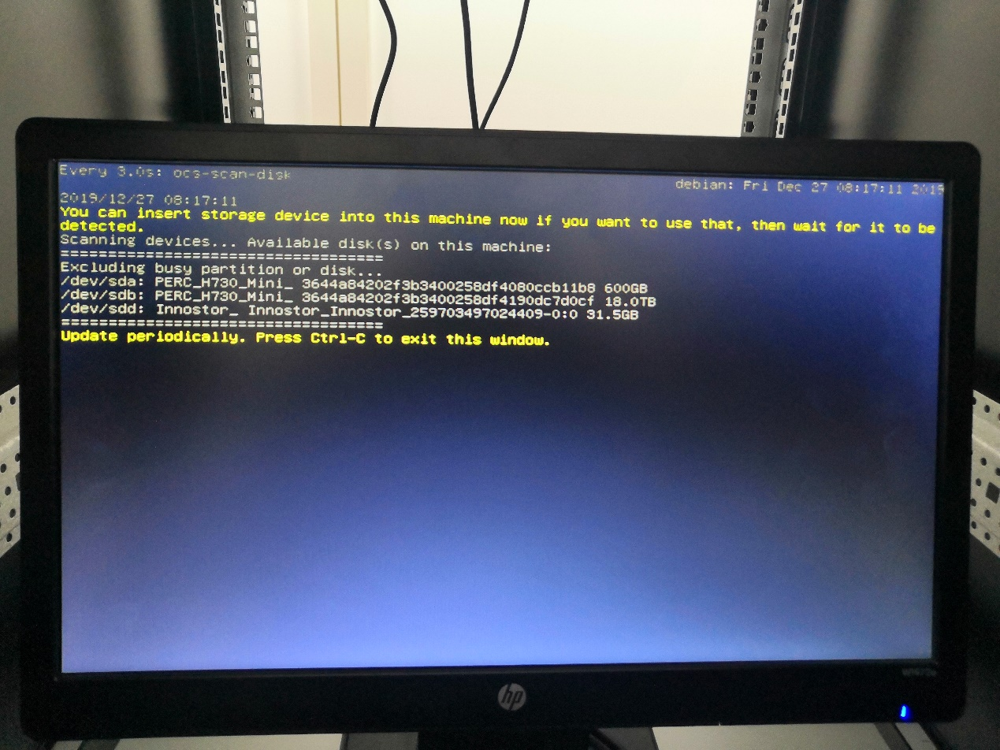 Every 3.0s: ocs-scan-disk
debian: Fri Dec 27 08:17:11 2019
2019/12/27 08:17:11
You can insert storage device into this machine now if you want to use that, then wait for it to be
detected.
Scanning devices... Available disk(s) on this machine:
===================================
Excluding busy partition or disk...
/dev/sda: PERC_H730_Mini_ 3644a84202f3b3400258df4080ccb11b8 600GB
/dev/sdb: PERC_H730_Mini_ 3644a84202f3b3400258df4190dc7d0cf 18.0TB
/dev/sdd: Innostor_ Innostor_Innostor_259703497024409-0:0 31.5GB
===================================
Update periodically. Press Ctrl-C to exit this window.
hp